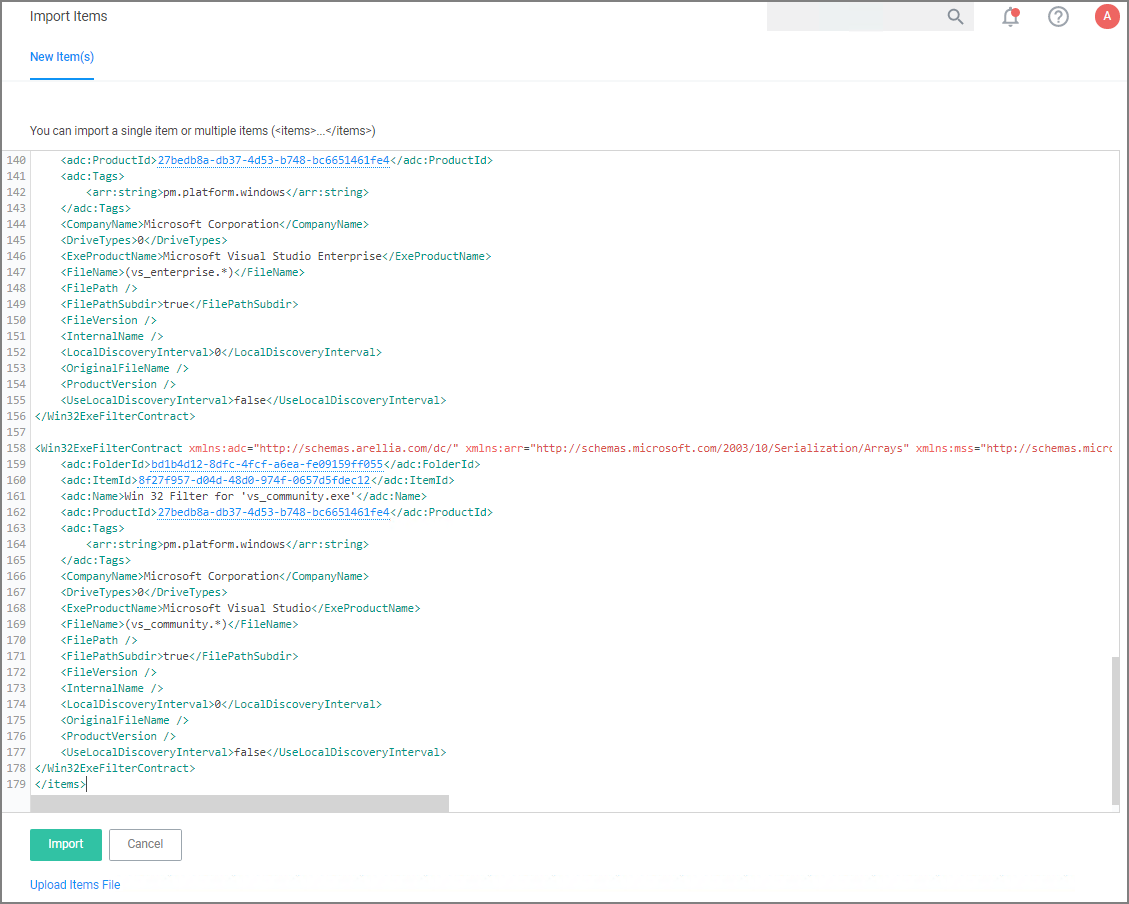 Import Items
A
New Item(s)
You can import a single item or multiple items (<items>...</items>)
140 <adc:ProductId>27bedb8a-db37-4d53-b748-bc6651461fe4</adc:ProductId>
141 <adc:Tags>
142 <arr:string>pm.platform.windows</arr:string>
143 </adc:Tags>
144 <CompanyName>Microsoft Corporation</CompanyName>
145 <DriveTypes>0</DriveTypes>
146 <ExeProductName>Microsoft Visual Studio Enterprise</ExeProductName>
147 <FileName>(vs_enterprise.*)</FileName>
148 <FilePath />
149 <FilePathSubdir>true</FilePathSubdir>
150 <FileVersion />
151 <InternalName />
152 <LocalDiscoveryInterval>0</LocalDiscoveryInterval>
153 <OriginalFileName />
154 <ProductVersion />
155 <UseLocalDiscoveryInterval>false</UseLocalDiscoveryInterval>
156 </Win32ExeFilterContract>
157
158 <Win32ExeFilterContract xmlns:adc="http://schemas.arellia.com/dc/" xmlns:arr="http://schemas.microsoft.com/2003/10/Serialization/Arrays" xmlns:mss="http://schemas.micr
159 <adc:FolderId>bd1b4d12-8dfc-4fcf-a6ea-fe09159ff055</adc:FolderId>
160 <adc:ItemId>8f27f957-d04d-48d0-974f-0657d5fdec12</adc:ItemId>
161 <adc:Name>Win 32 Filter for 'vs_community.exe'</adc:Name>
162 <adc:ProductId>27bedb8a-db37-4d53-b748-bc6651461fe4</adc:ProductId>
163 <adc:Tags>
164 <arr:string>pm.platform.windows</arr:string>
165 </adc:Tags>
166 <CompanyName>Microsoft Corporation</CompanyName>
167 <DriveTypes>0</DriveTypes>
168 <ExeProductName>Microsoft Visual Studio</ExeProductName>
169 <FileName>(vs_community.*)</FileName>
170 <FilePath />
171 <FilePathSubdir>true</FilePathSubdir>
172 <FileVersion />
173 <InternalName />
174 <LocalDiscoveryInterval>0</LocalDiscoveryInterval>
175 <OriginalFileName />
176 <ProductVersion />
177 <UseLocalDiscoveryInterval>false</UseLocalDiscoveryInterval>
178 </Win32ExeFilterContract>
179 </items>
Import
Cancel
Upload Items File